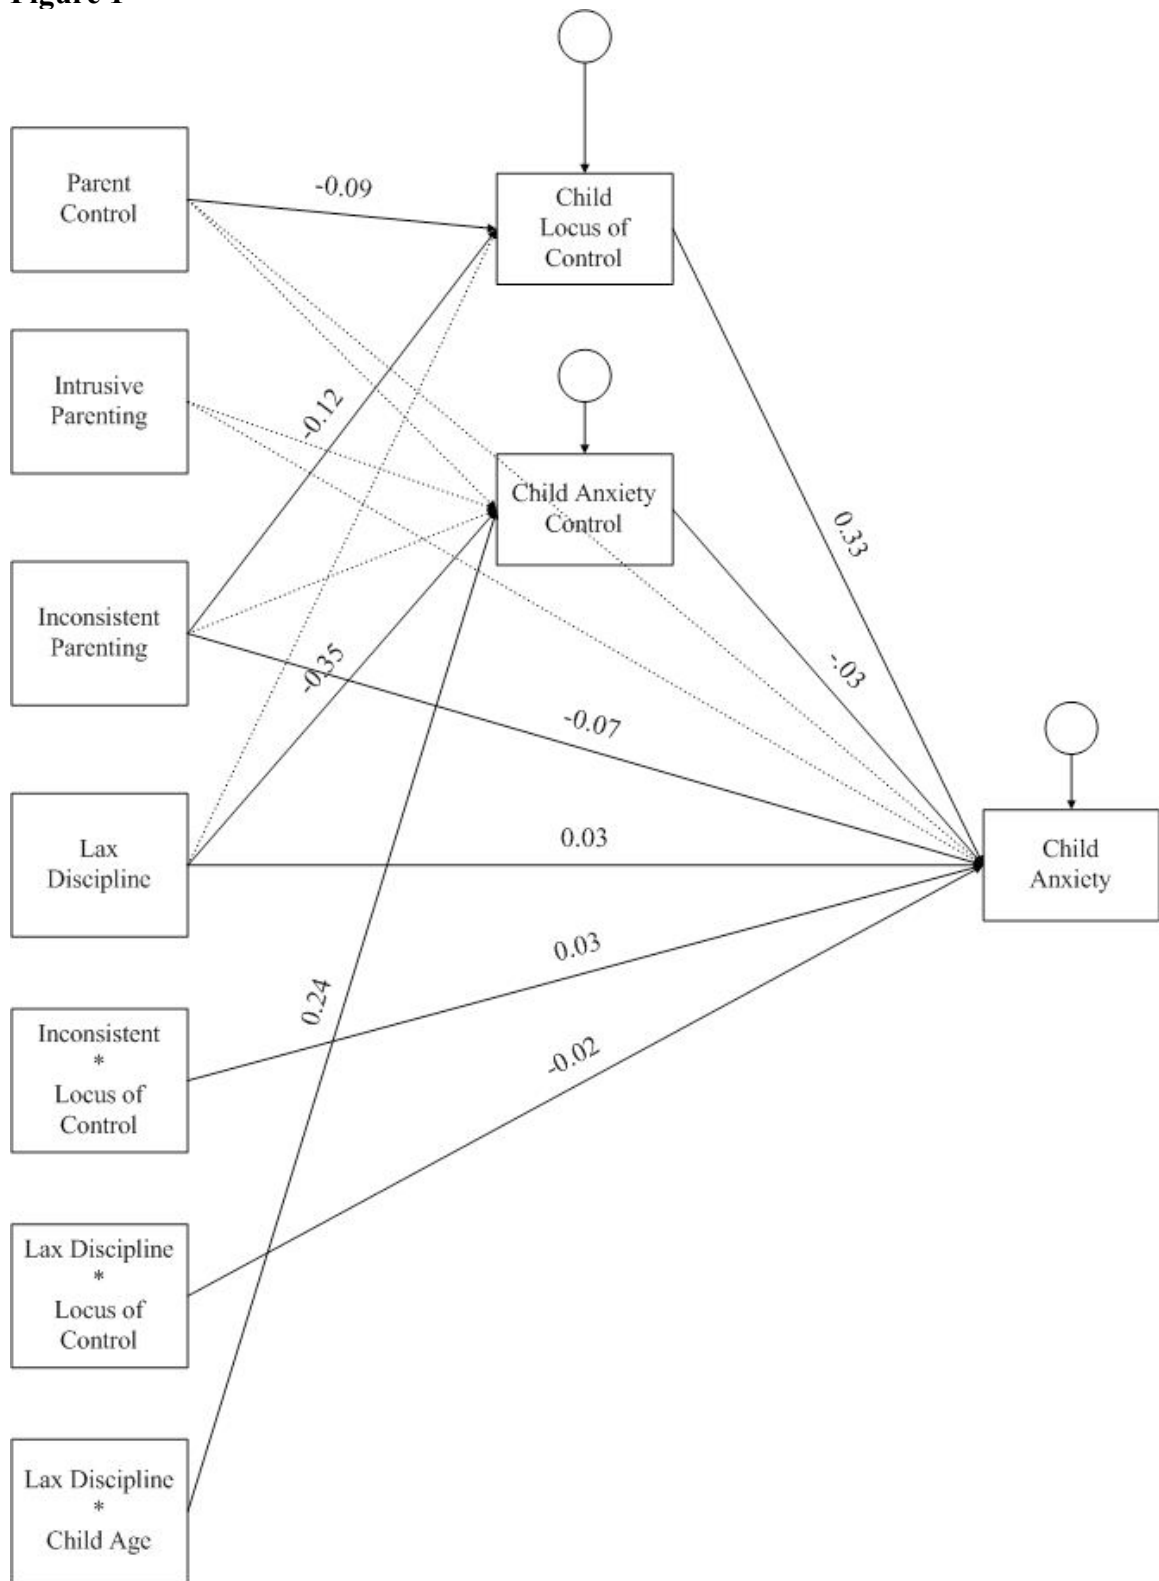 Figure 1
Parent
Control
-0.09
Child
Locus of
Control
Intrusive
Parenting
-0.12
Child Anxiety
Control
0.33
Inconsistent
Parenting
-0.35
-.03
-0.07
Lax
Discipline
0.03
Child
Anxiety
0.03
0.24
Inconsistent
*
Locus of
Control
-0.02
Lax Discipline
*
Locus of
Control
Lax Discipline
*
Child Age